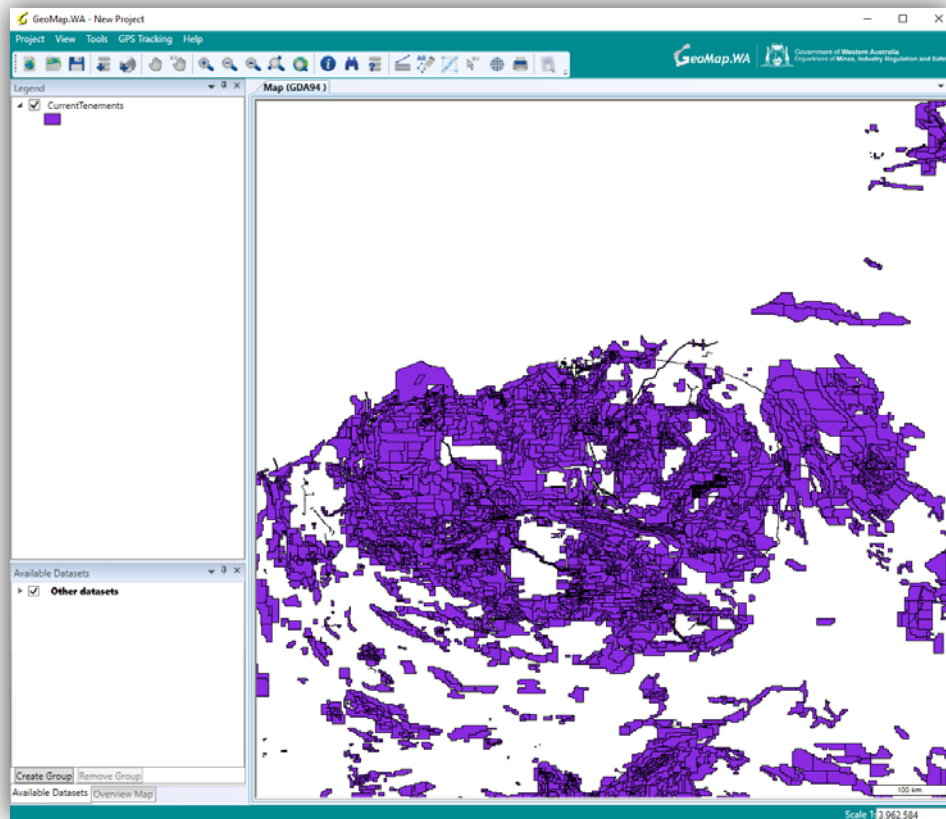 GeoMap.WA - New Project
Project View Tools GPS Tracking Help
GeoMap.WA
Government of Western Australia
Department of Mines, Industry Regulation and Safe
Legend
Map (GDA94 )
CurrentTenements
Available Datasets
Other datasets
Create Group Remove Group
Available Datasets Overview Map
100 km
Scale 1:3,962,584